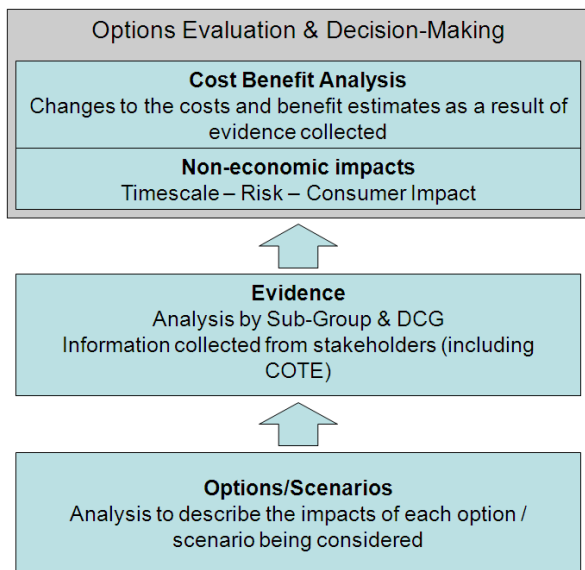 Options Evaluation & Decision-Making
Cost Benefit Analysis
Changes to the costs and benefit estimates as a result of
evidence collected
Non-economic impacts
Timescale – Risk – Consumer Impact
Evidence
Analysis by Sub-Group & DCG
Information collected from stakeholders (including
COTE)
Options/Scenarios
Analysis to describe the impacts of each option /
scenario being considered